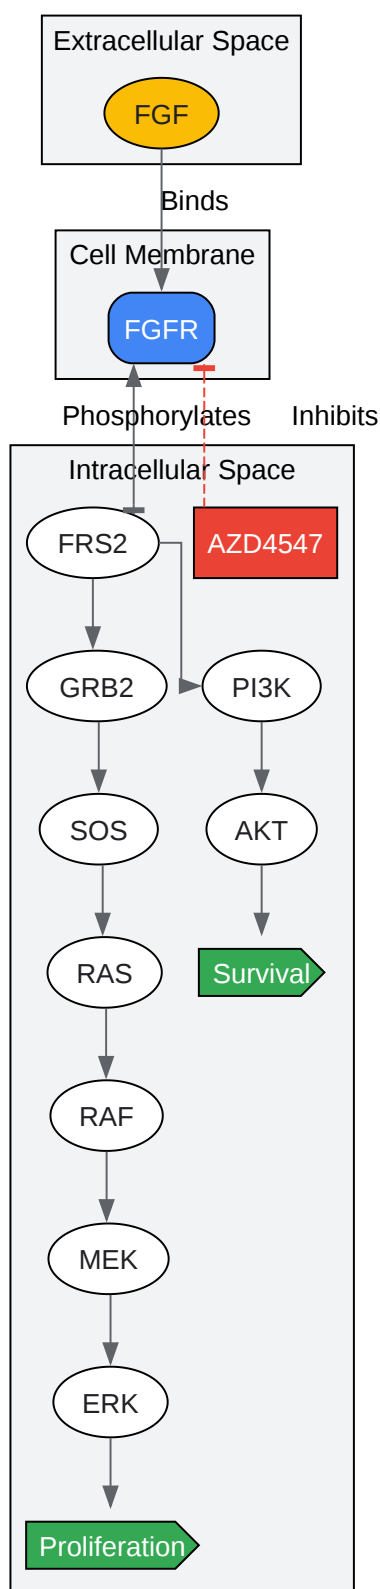 Extracellular Space
FGF
Binds
Cell Membrane
FGFR
Phosphorylates
Inhibits
Intracellular Space
FRS2
AZD4547
GRB2
PI3K
SOS
AKT
RAS
Survival
RAF
MEK
ERK
Proliferation